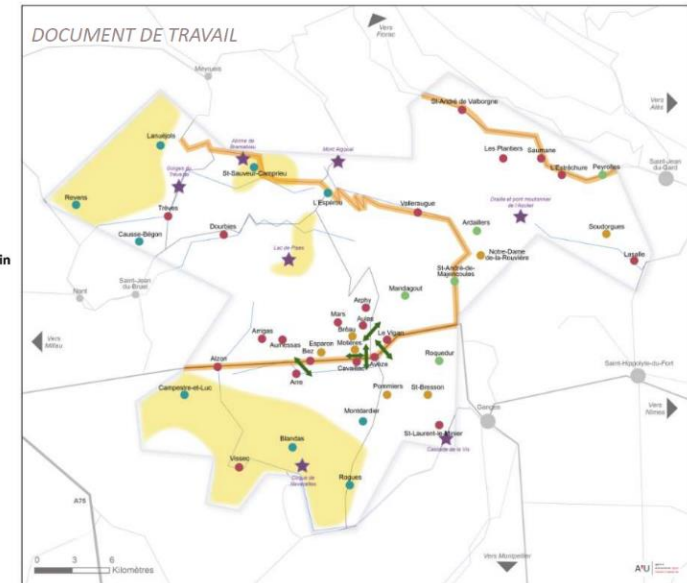 DOCUMENT DE TRAVAIL
Vers
Florac
Meyrueis
Vers
Alès
St-André de Valborgne
Lanuéjols
Abîme de
Bramabiau
Mont Aigoual
Les Plantiers
Saumane
St-Sauveur-Camprieu
L'Estréchure
Peyrolles
Saint-Jean
du-Gard
Gorges du
Trévezel
Revens
L'Espérou
Trèves
Valleraugue
Ardaillers
Soudorgues
Causse-Bégon
Dourbies
Notre-Dame
de-la-Rouvière
Lasalle
in
Lac de Pises
St-André-de-
Majencoules
Nant
Saint-Jean
du-Bruel
Mandagout
Arphy
Mars
Aulas
Vers
Millau
Arrigas
Bréau
Le Vigan
Aumessas
Esparon
Molières
Bez
Alzon
Avèze
Roquedur
Cavaillac
Arre
Saint-Hippolyte-du-Fort
Campestre-et-Luc
Pommiers
St-Bresson
Vers
Nîmes
Montdardier
Ganges
St-Laurent-le-Minier
Cascade de la Vis
Blandas
Vissec
Cirque de
Navacelles
Rogues
A75
Vers Montpellier
0 3 6
Kilomètres
A'U